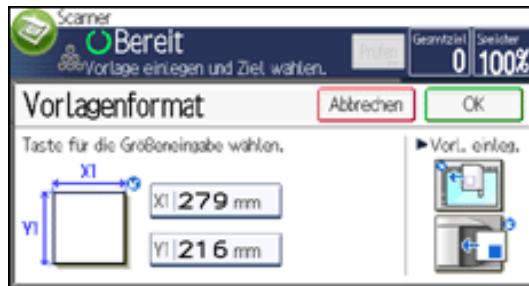 Scanner
Bereit
Vorlage einlegen und Ziel wählen.
Prüfen
Gesamtziel
0
Speicher
100%
Vorlagenformat
Abbrechen
OK
Taste für die Größeneingabe wählen.
X1
Y1
X1 279 mm
Y1 216 mm
►Vorl. einleg.